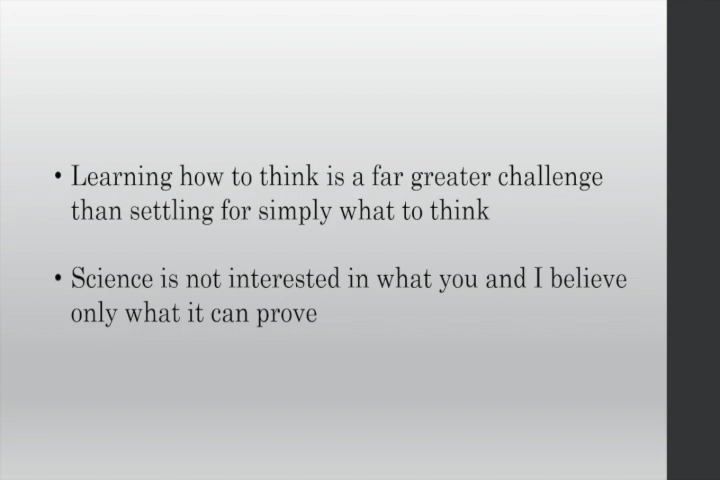 • Learning how to think is a far greater challenge
than settling for simply what to think
• Science is not interested in what you and I believe
only what it can prove